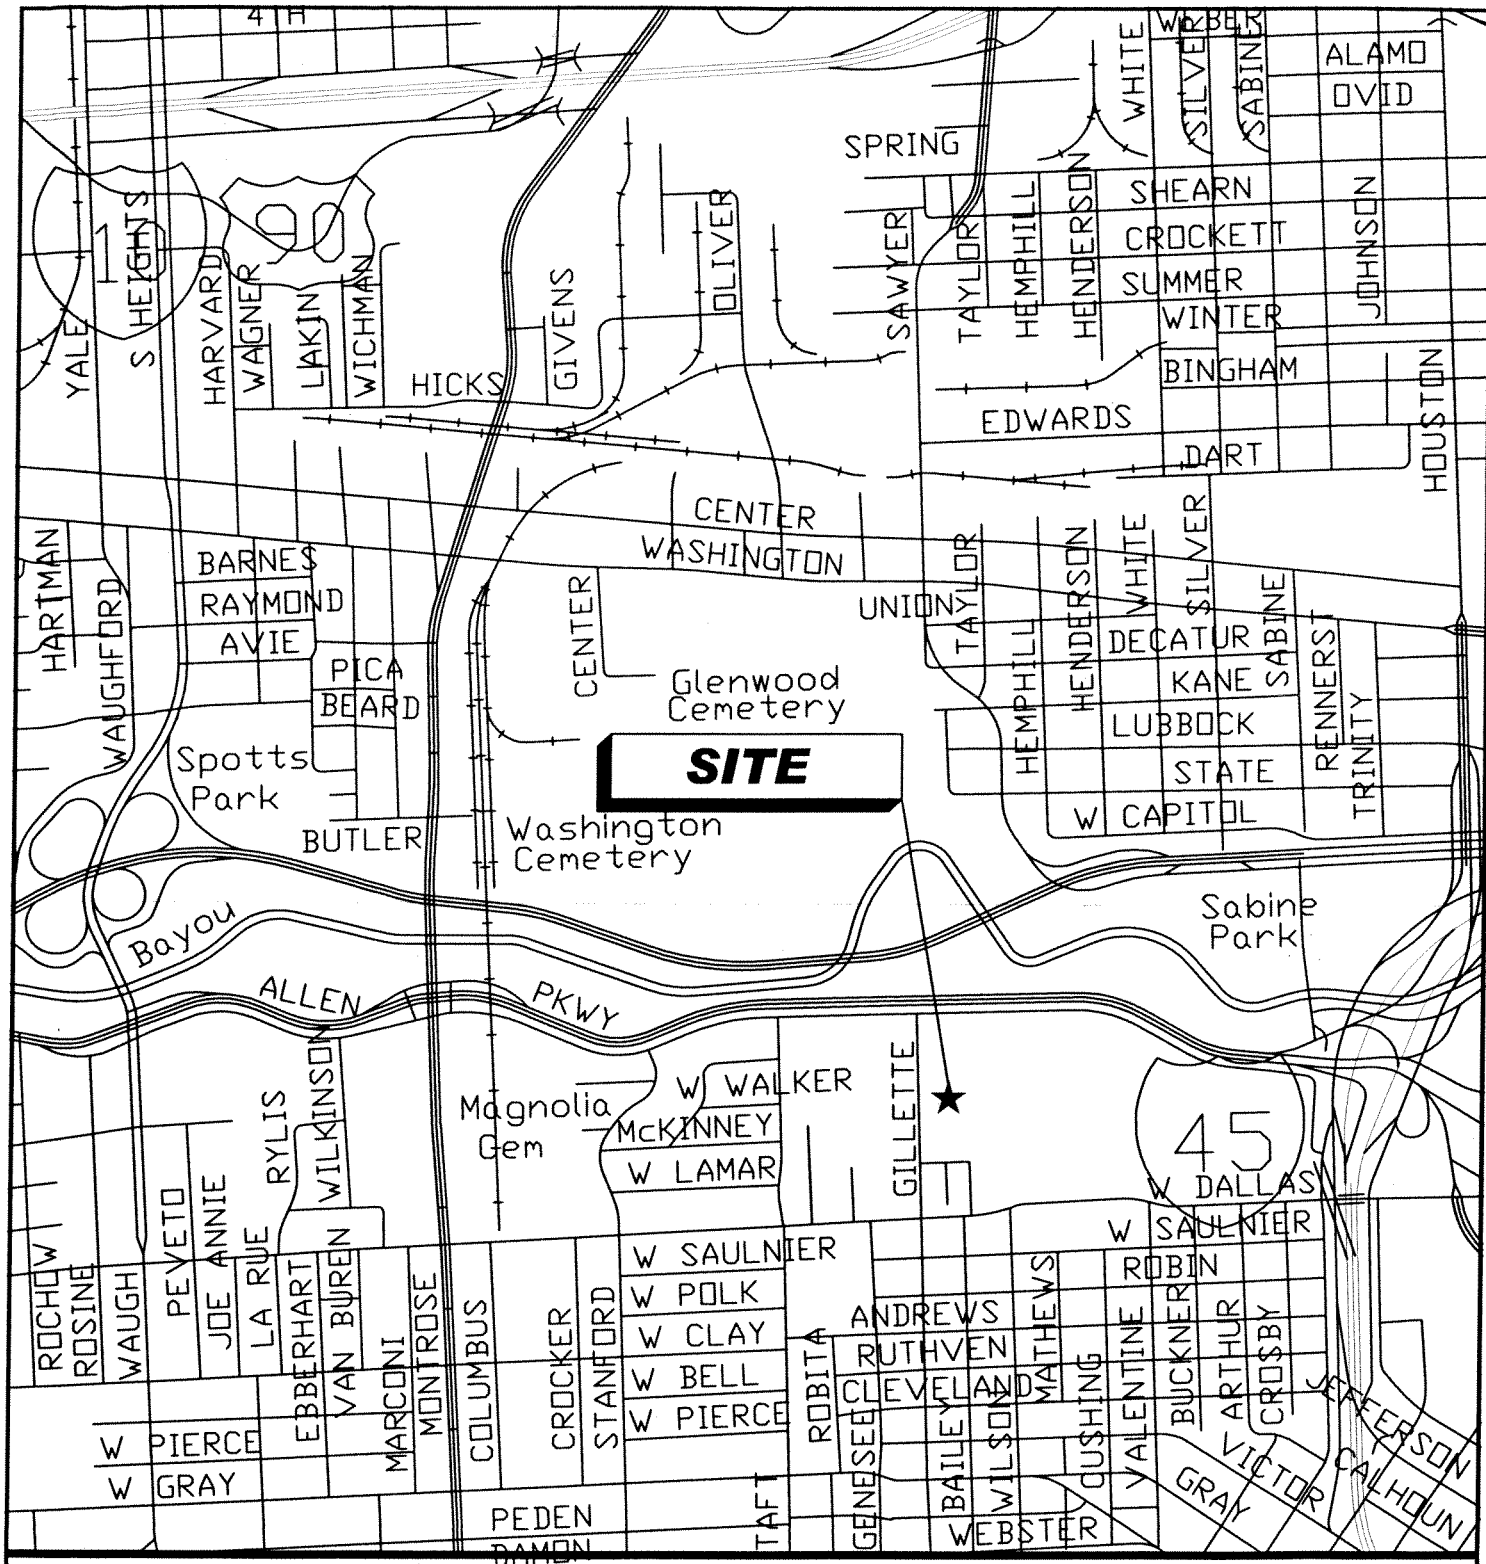 4 H
W
ALAMO
OVID
WHITE
SILVER
SABINE
SPRING
SHEARN
CROCKETT
SUMMER
WINTER
BINGHAM
EDWARDS
DART
SAWYER
TAYLOR
HEMPHILL
HENDERSON
JOHNSON
HOUSTON
10
90
YALE
S HEIGHTS
HARVARD
WAGNER
LAKIN
WICHMAN
HICKS
GIVENS
OLIVER
CENTER
WASHINGTON
HARTMAN
WAUGHFORD
BARNES
RAYMOND
AVIE
PICA
BEARD
CENTER
UNION
TAYLOR
HEMPHILL
HENDERSON
WHITE
SILVER
SABINE
RENNERST
TRINITY
DECATUR
KANE
LUBBOCK
STATE
W CAPITOL
Glenwood
Cemetery
SITE
Spotts
Park
BUTLER
Washington
Cemetery
Bayou
ALLEN
PKWY
Sabine
Park
Magnolia
Gem
W WALKER
McKINNEY
W LAMAR
GILLETTE
45
W DALLAS
W SAULNIER
ROBIN
RYLIS
WILKINSON
ROCHOW
ROSINE
WAUGH
PEVETO
JOE ANNIE
LA RUE
EBBERHART
VAN BUREN
MARCONI
MONTROSE
COLUMBUS
CROCKER
STANFORD
W SAULNIER
W POLK
W CLAY
W BELL
W PIERCE
ROBITA
ANDREWS
RUTHVEN
CLEVELAND
MATHEWS
CUSHING
VALENTINE
BUCKNER
ARTHUR
CROSBY
GENESEE
BAILEY
WILSON
TAFT
WEBSTER
W PIERCE
W GRAY
PEDEN
DAMON
GRAY
VICTOR
CALHOUN
JEFFERSON